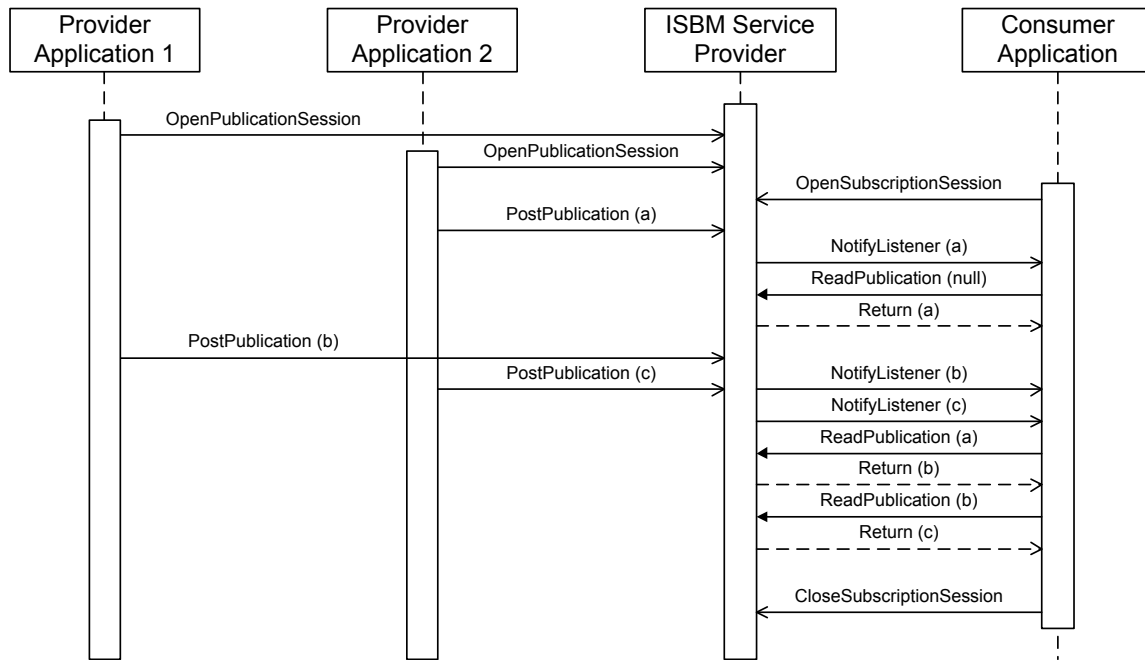 Provider
Application 1
Provider
Application 2
ISBM Service
Provider
Consumer
Application
OpenPublicationSession
OpenPublicationSession
OpenSubscriptionSession
PostPublication (a)
NotifyListener (a)
ReadPublication (null)
Return (a)
PostPublication (b)
PostPublication (c)
NotifyListener (b)
NotifyListener (c)
ReadPublication (a)
Return (b)
ReadPublication (b)
Return (c)
CloseSubscriptionSession